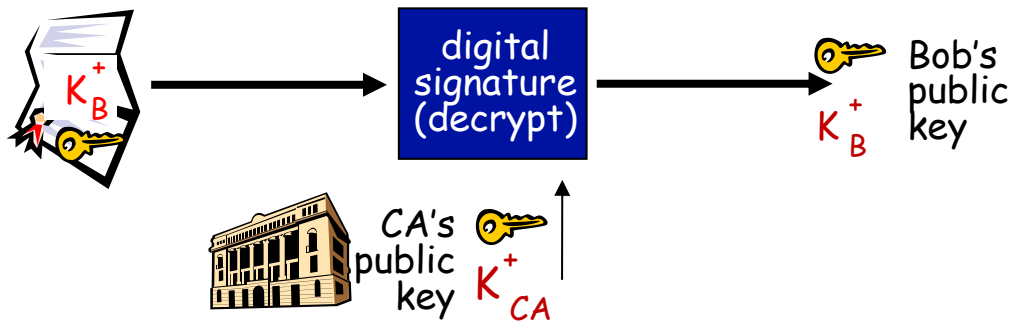 K+B
digital
signature
(decrypt)
Bob's
public
key
K+B
CA's
public
key
K+CA